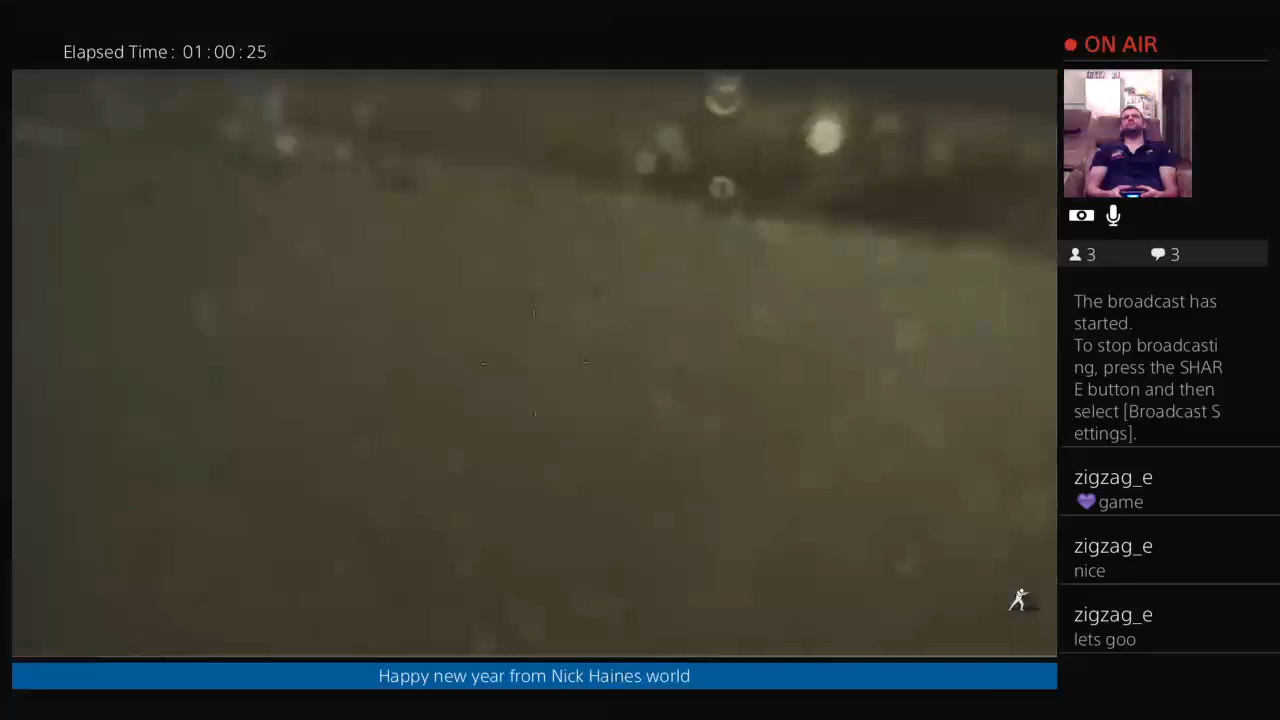 Elapsed Time: 01:00:25
ON AIR
3
3
The broadcast has
started.
To stop broadcasti
ng, press the SHAR
E button and then
select [Broadcast S
ettings].
zigzag_e
💜game
zigzag_e
nice
zigzag_e
lets goo
Happy new year from Nick Haines world